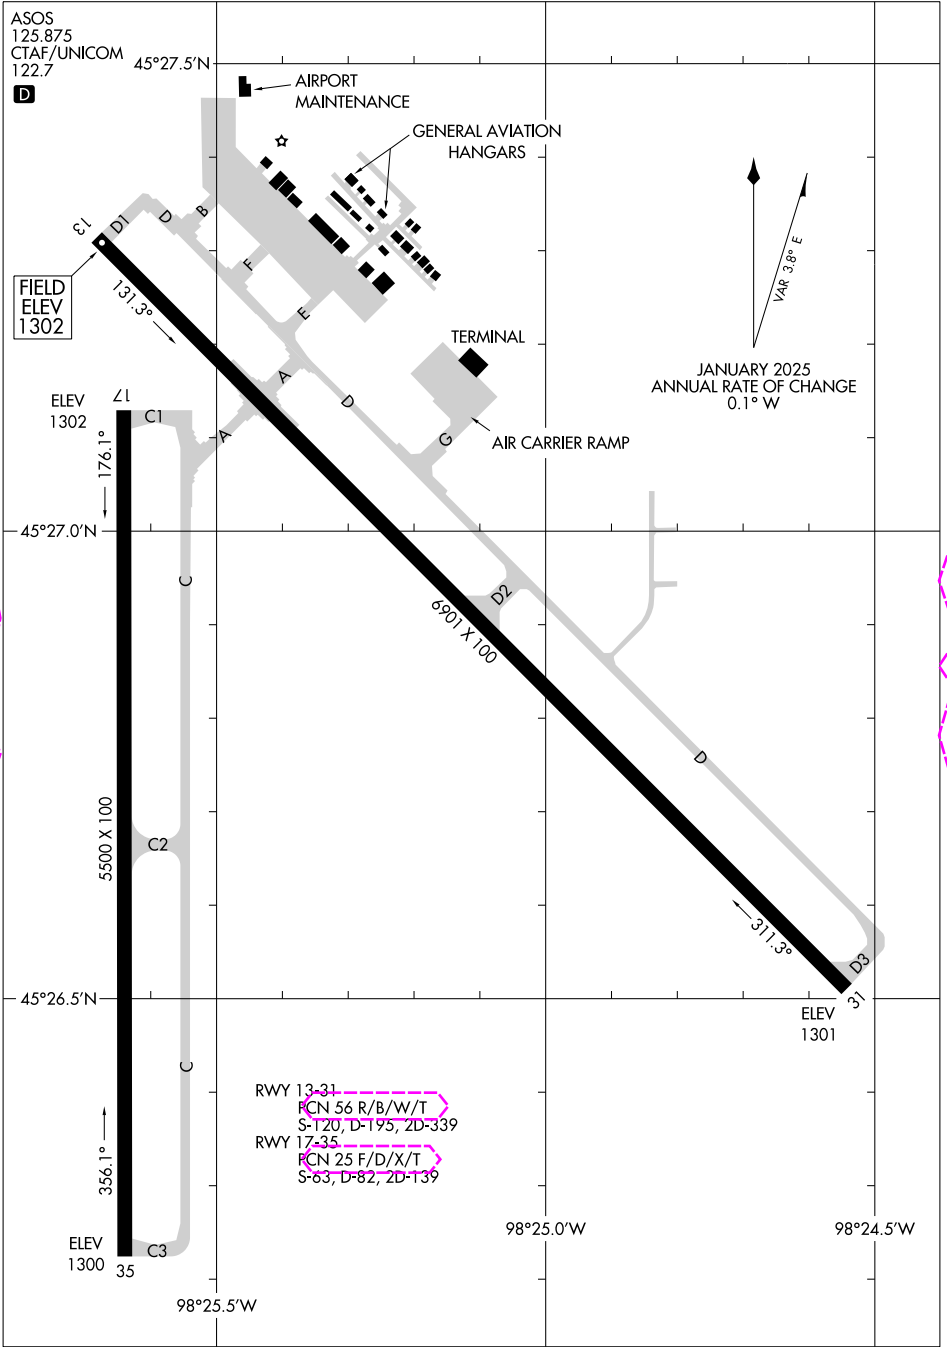 ASOS
125.875
CTAF/UNICOM
122.7
D
45°27.5'N
AIRPORT
MAINTENANCE
GENERAL AVIATION
HANGARS
13
D1
D
B
F
E
FIELD
ELEV
1302
131.3°
VAR 3.8° E
JANUARY 2025
ANNUAL RATE OF CHANGE
0.1° W
TERMINAL
A
D
G
AIR CARRIER RAMP
ELEV
1302
17
C1
A
176.1°
45°27.0'N
C
D2
6901 X 100
D
5500 X 100
C2
311.3°
D3
31
45°26.5'N
ELEV
1301
C
RWY 13-31
PCN 56 R/B/W/T
S-120, D-195, 2D-339
RWY 17-35
PCN 25 F/D/X/T
S-63, D-82, 2D-139
356.1°
ELEV
1300
C3
35
98°25.0'W
98°24.5'W
98°25.5'W